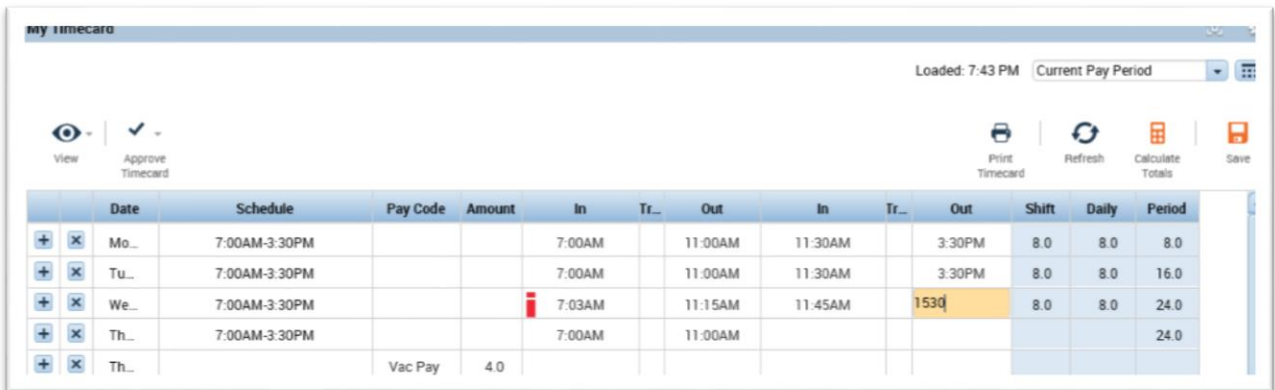 My Timecard
Loaded: 7:43 PM Current Pay Period
View Approve Timecard Print Timecard Refresh Calculate Totals Save
Date Schedule Pay Code Amount In Tr... Out In Tr... Out Shift Daily Period
Mo... 7:00AM-3:30PM 7:00AM 11:00AM 11:30AM 3:30PM 8.0 8.0 8.0
Tu... 7:00AM-3:30PM 7:00AM 11:00AM 11:30AM 3:30PM 8.0 8.0 16.0
We... 7:00AM-3:30PM 7:03AM 11:15AM 11:45AM 1530 8.0 8.0 24.0
Th... 7:00AM-3:30PM 7:00AM 11:00AM 24.0
Th... Vac Pay 4.0